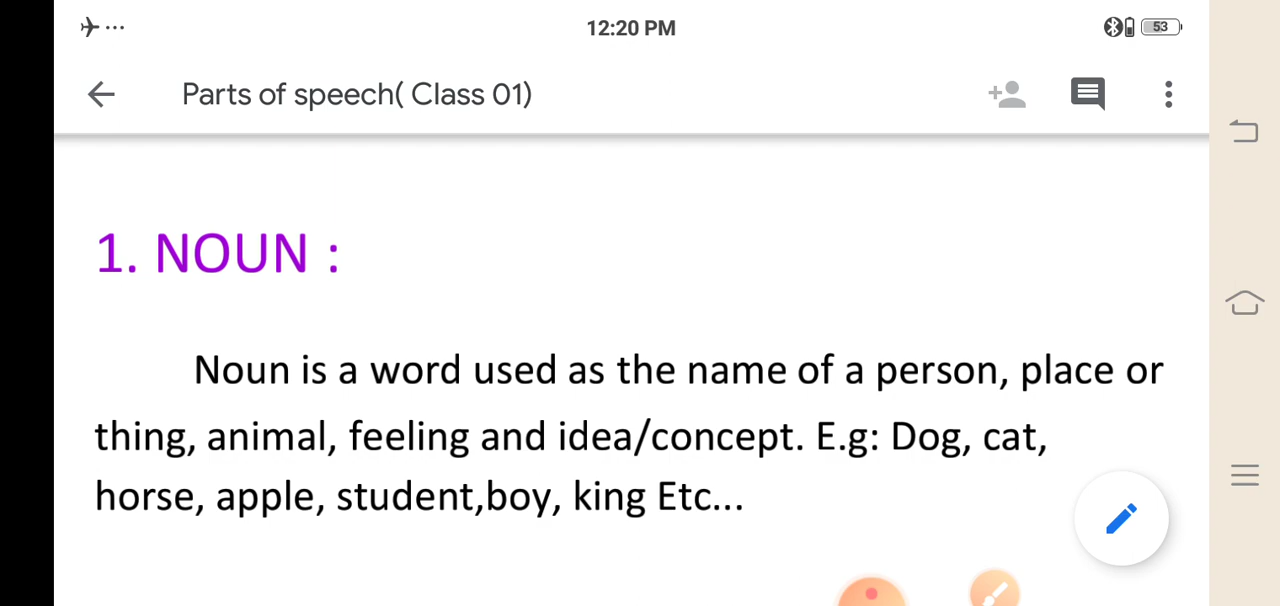 12:20 PM
53
Parts of speech( Class 01)
1. NOUN :
Noun is a word used as the name of a person, place or
thing, animal, feeling and idea/concept. E.g: Dog, cat,
horse, apple, student,boy, king Etc...